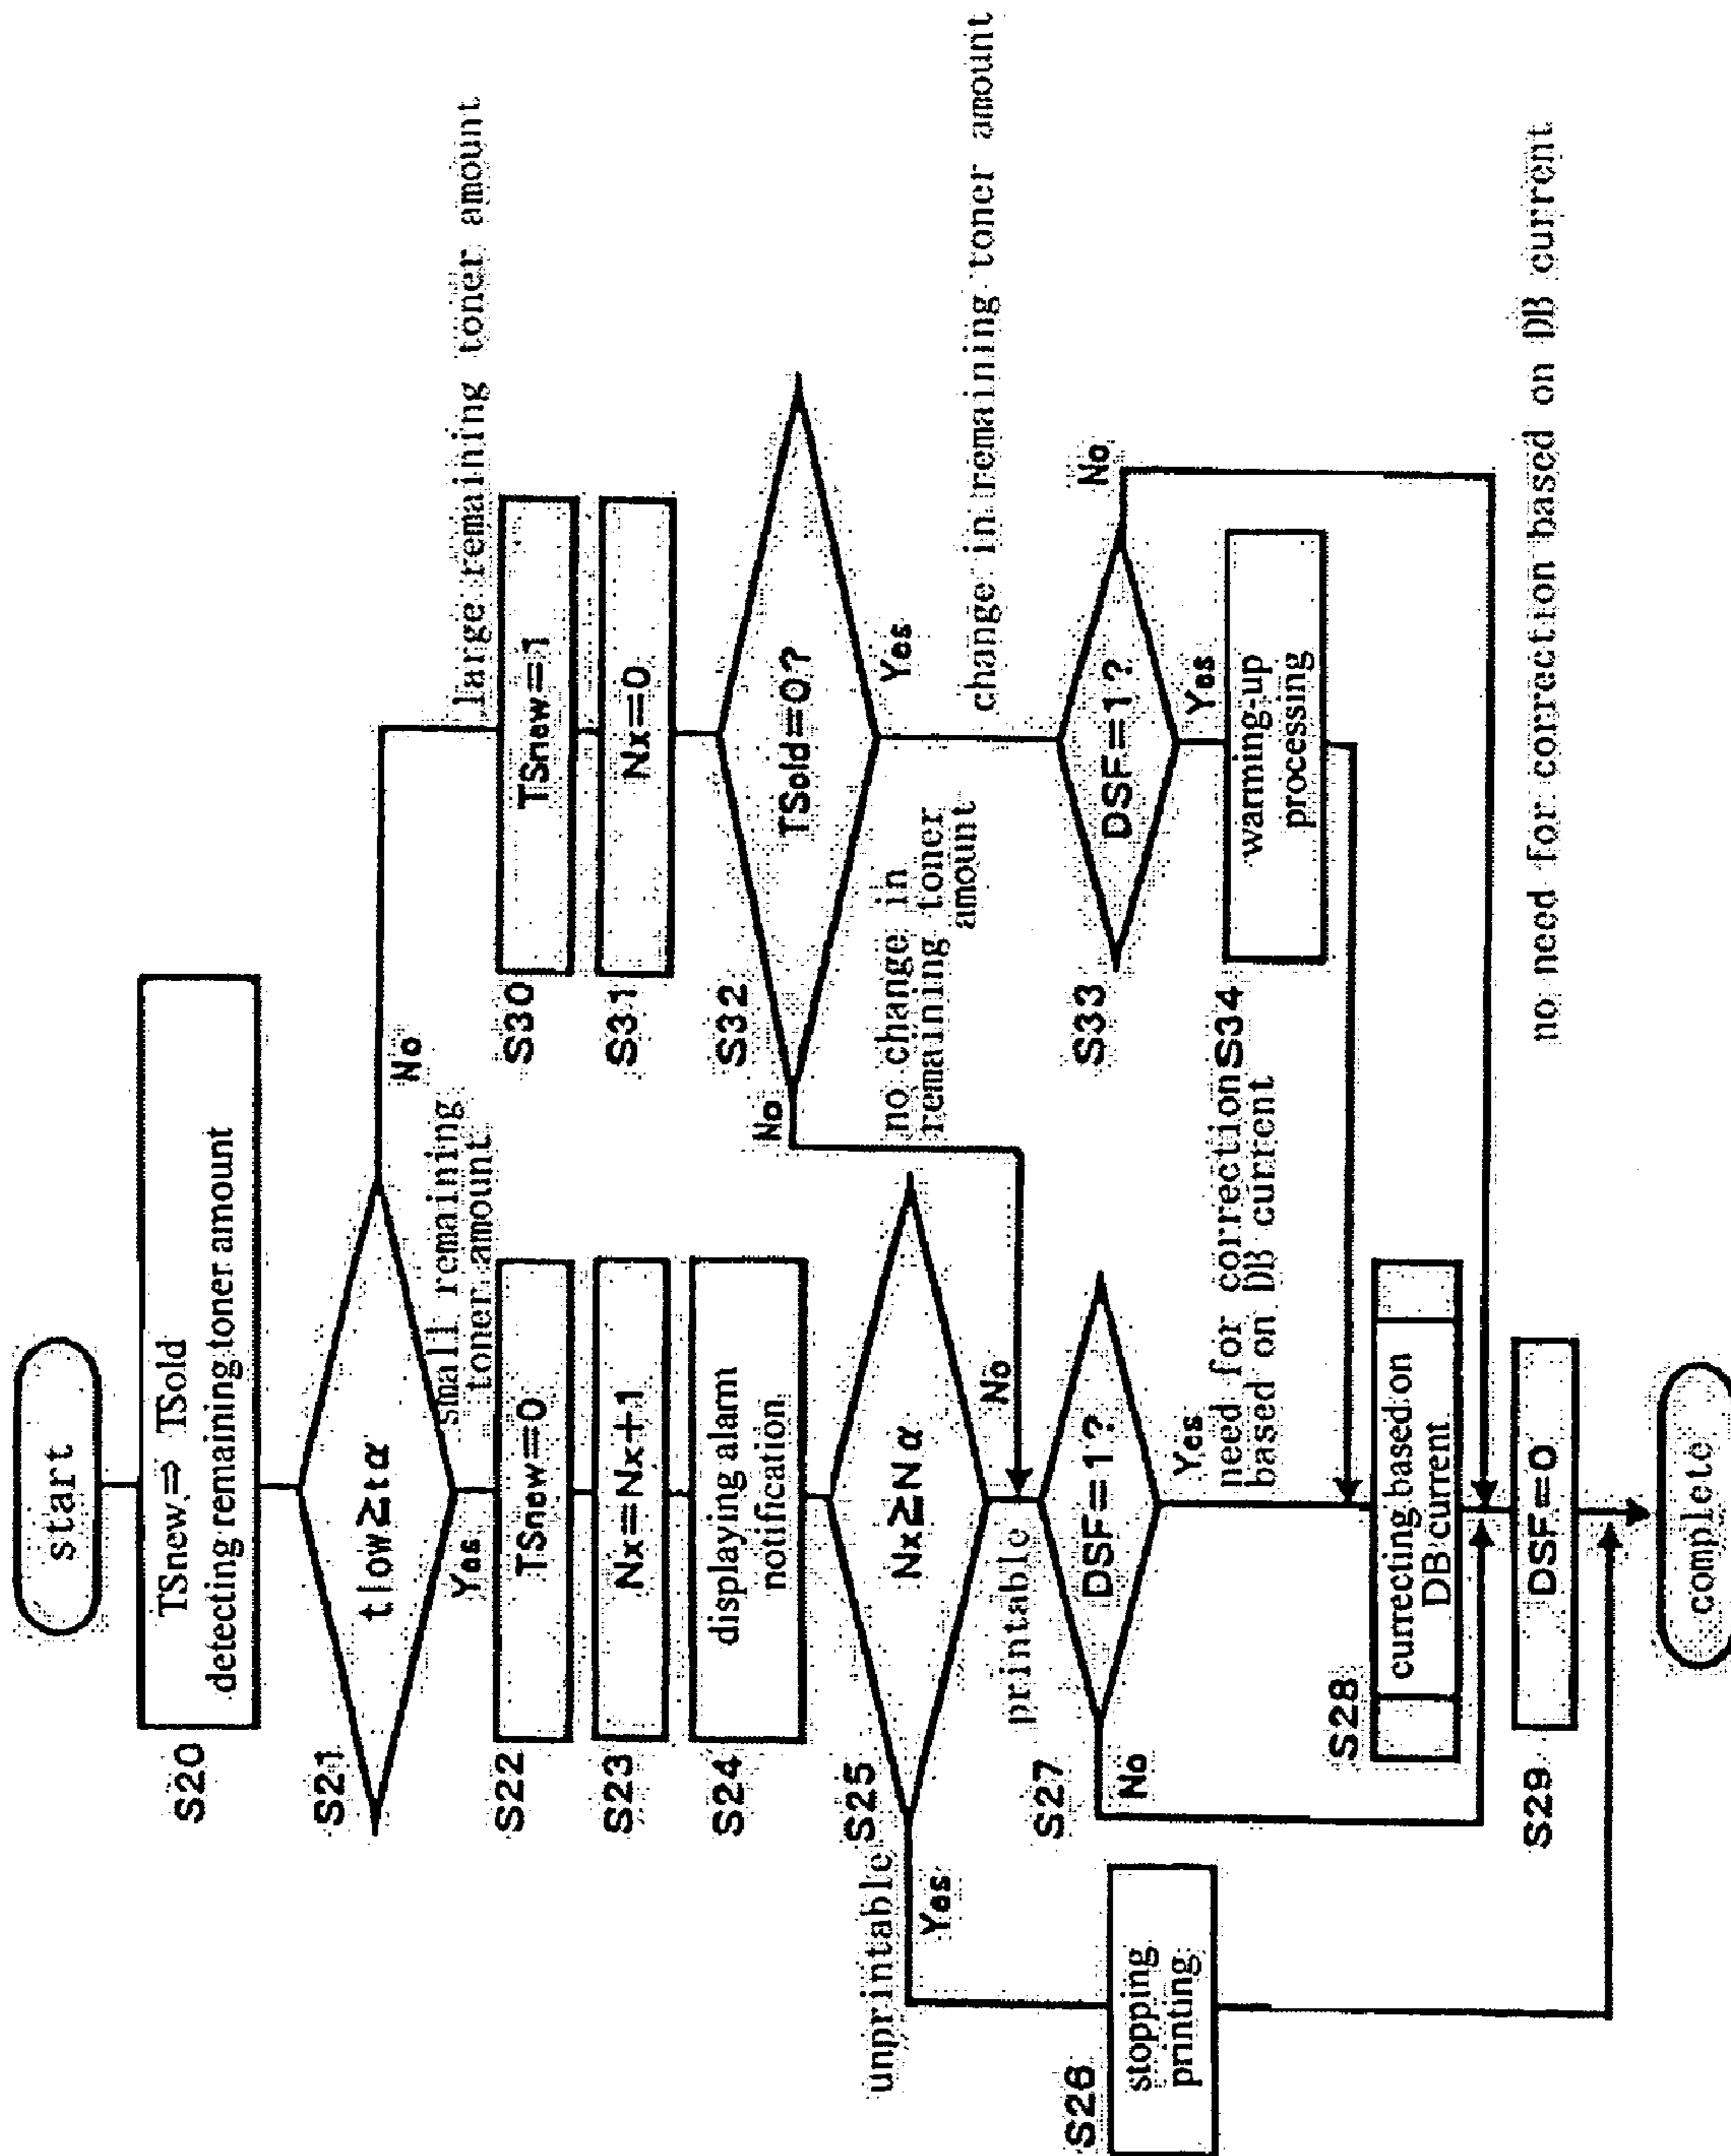 start
S20
TSnew⇒ TSold
detecting remaining toner amount
S21
tlow≥tα
No
Yes
small remaining
toner amount
large remaining toner amount
S22
TSnew=0
S30
TSnew=1
S23
Nx=Nx+1
S31
Nx=0
S24
displaying alarm
notification
S32
TSold=0?
No
Yes
no change in
remaining toner
amount
change in remaining toner amount
S25
Nx≥Nα
unprintable
Yes
No
printable
S26
stopping
printing
S27
DSF=1?
No
Yes
need for correction
based on DB current
S33
DSF=1?
No
Yes
S34
warming-up
processing
S28
currecting based on
DB current
no need for correction based on DB current
S29
DSF=0
complete